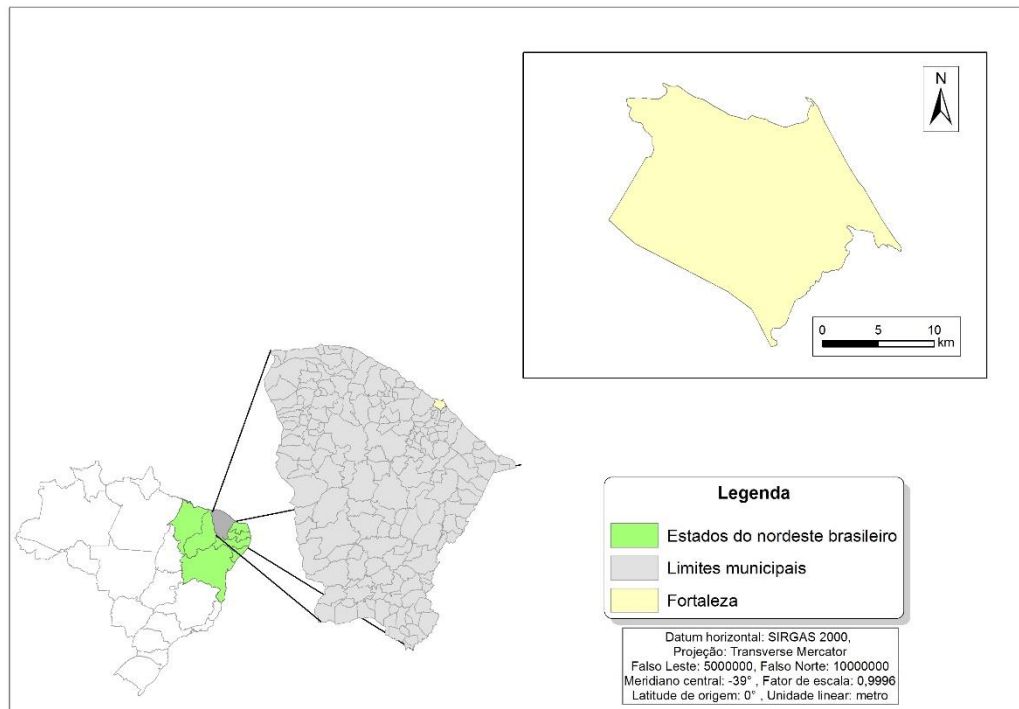 N
0 5 10
km
Legenda
Estados do nordeste brasileiro
Limites municipais
Fortaleza
Datum horizontal: SIRGAS 2000,
Projeção: Transverse Mercator
Falso Leste: 5000000, Falso Norte: 10000000
Meridiano central: -39° , Fator de escala: 0,9996
Latitude de origem: 0° , Unidade linear: metro